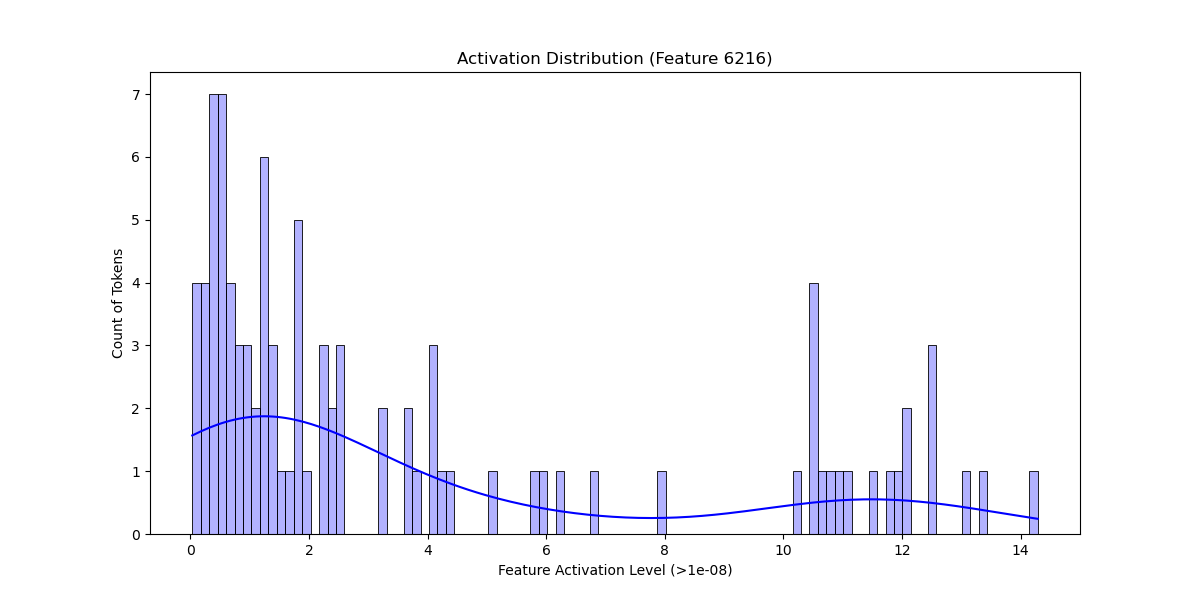 Activation Distribution (Feature 6216)
7
6
5
4
3
2
1
0
Count of Tokens
0 2 4 6 8 10 12 14
Feature Activation Level (>1e-08)